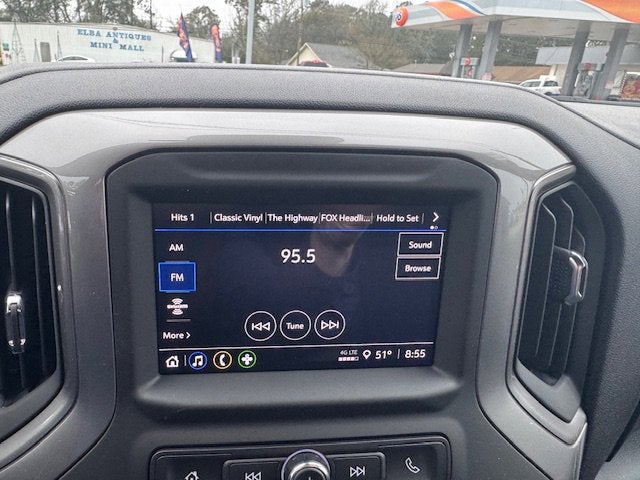 ELBA ANTIQUES
MINI MALL
Hits 1 | Classic Vinyl | The Highway | FOX Headli... | Hold to Set
AM
95.5
Sound
FM
Browse
Tune
More
4G LTE
51° | 8:55